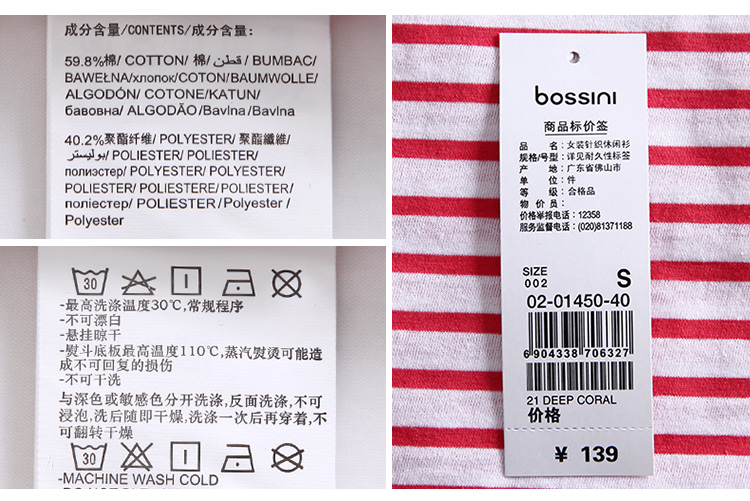 成分含量/CONTENTS/成分含量/
59.8%棉/ COTTON/ 棉/ قطن/ BUMBAC/
BAWEŁNA/хлопок/COTON/BAUMWOLLE/
ALGODÓN/ COTONE/KATUN/
бавовна/ ALGODÃO/Bavlna/Bavlna
40.2%聚酯纤维/ POLYESTER/ 聚酯纖維/
بوليستر/ POLIESTER/ POLIESTER/
полиэстер/ POLYESTER/ POLYESTER/
POLIÉSTER/ POLIESTERE/ POLIESTER/
поліестер/ POLIÉSTER/Polyester /
Polyester
30
-最高洗涤温度30℃,常规程序
-不可漂白
-悬挂晾干
-熨斗底板最高温度110℃,蒸汽熨烫可能造
成不可回复的损伤
-不可干洗
与深色或敏感色分开洗涤,反面洗涤,不可
浸泡,洗后随即干燥,洗涤一次后再穿着,不
可翻转干燥
30
-MACHINE WASH COLD
bossini
商品标价签
品 名：女装针织休闲衫
规格/号型：详见耐久性标签
产 地：广东省佛山市
单 位：件
等 级：合格品
物 价 员：
价格举报电话：12358
服务监督电话：(020)81371188
SIZE
002 S
02-01450-40
6904338706327
21 DEEP CORAL
价格
¥ 139